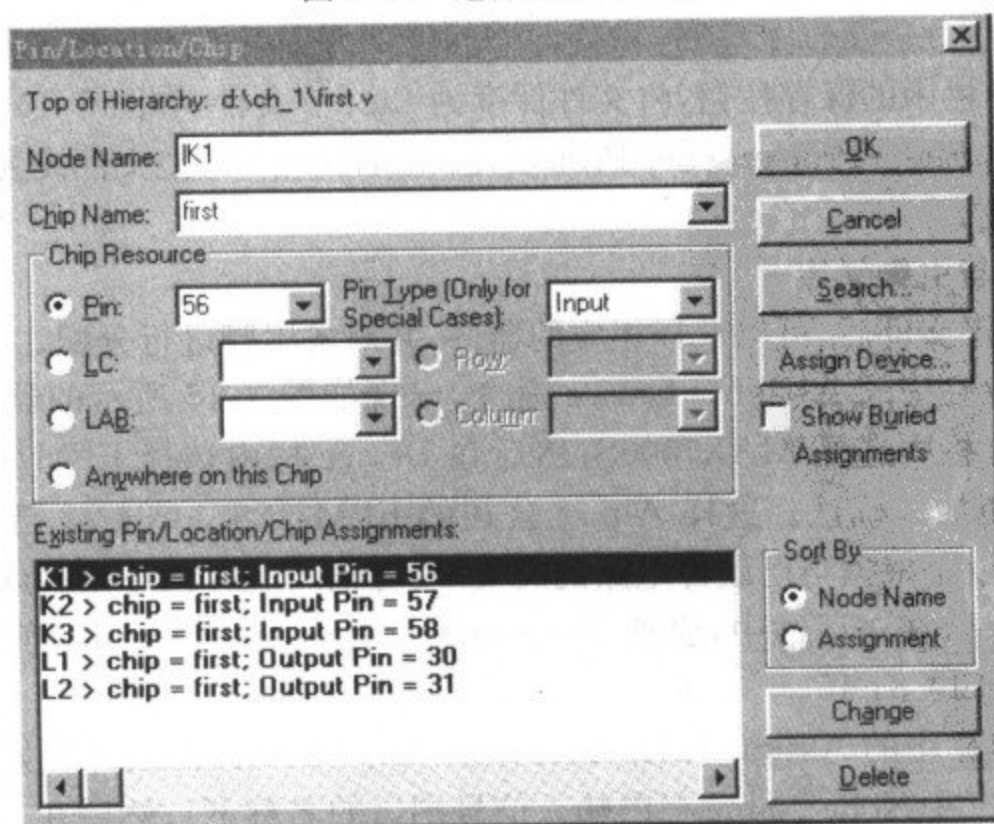 Pin/Location/Chip
Top of Hierarchy: d:\ch_1\first.v
Node Name: K1
Chip Name: first
Chip Resource
Pin: 56 Pin Type (Only for Special Cases): Input
LC: Row:
LAB: Column:
Anywhere on this Chip
OK
Cancel
Search...
Assign Device...
Show Buried Assignments
Existing Pin/Location/Chip Assignments:
K1 > chip = first; Input Pin = 56
K2 > chip = first; Input Pin = 57
K3 > chip = first; Input Pin = 58
L1 > chip = first; Output Pin = 30
L2 > chip = first; Output Pin = 31
Sort By
Node Name
Assignment
Change
Delete